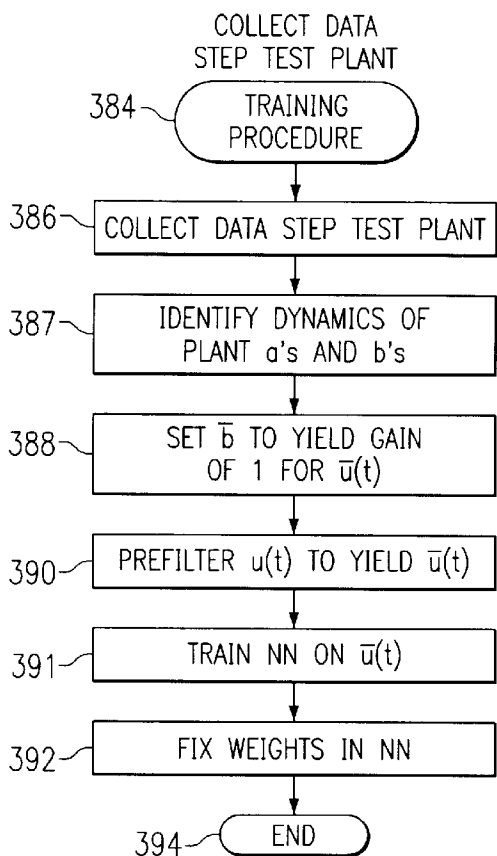 COLLECT DATA
STEP TEST PLANT
384
TRAINING
PROCEDURE
386
COLLECT DATA STEP TEST PLANT
387
IDENTIFY DYNAMICS OF
PLANT a's AND b's
388
SET b̅ TO YIELD GAIN
OF 1 FOR u̅(t)
390
PREFILTER u(t) TO YIELD u̅(t)
391
TRAIN NN ON u̅(t)
392
FIX WEIGHTS IN NN
394
END